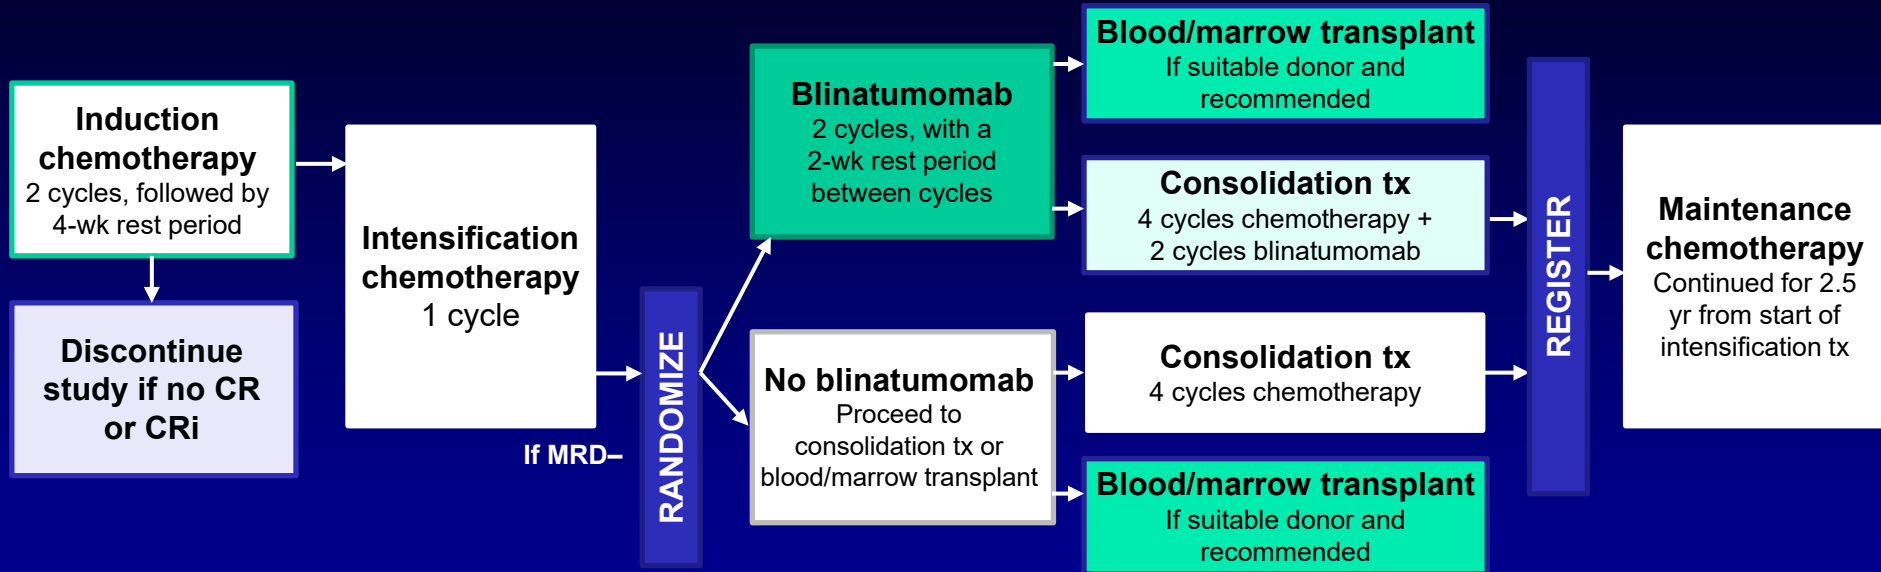 Induction
chemotherapy
2 cycles, followed by
4-wk rest period
Discontinue
study if no CR
or CRi
Intensification
chemotherapy
1 cycle
If MRD–
RANDOMIZE
Blinatumomab
2 cycles, with a
2-wk rest period
between cycles
No blinatumomab
Proceed to
consolidation tx or
blood/marrow transplant
Blood/marrow transplant
If suitable donor and
recommended
Consolidation tx
4 cycles chemotherapy +
2 cycles blinatumomab
Consolidation tx
4 cycles chemotherapy
Blood/marrow transplant
If suitable donor and
recommended
REGISTER
Maintenance
chemotherapy
Continued for 2.5
yr from start of
intensification tx